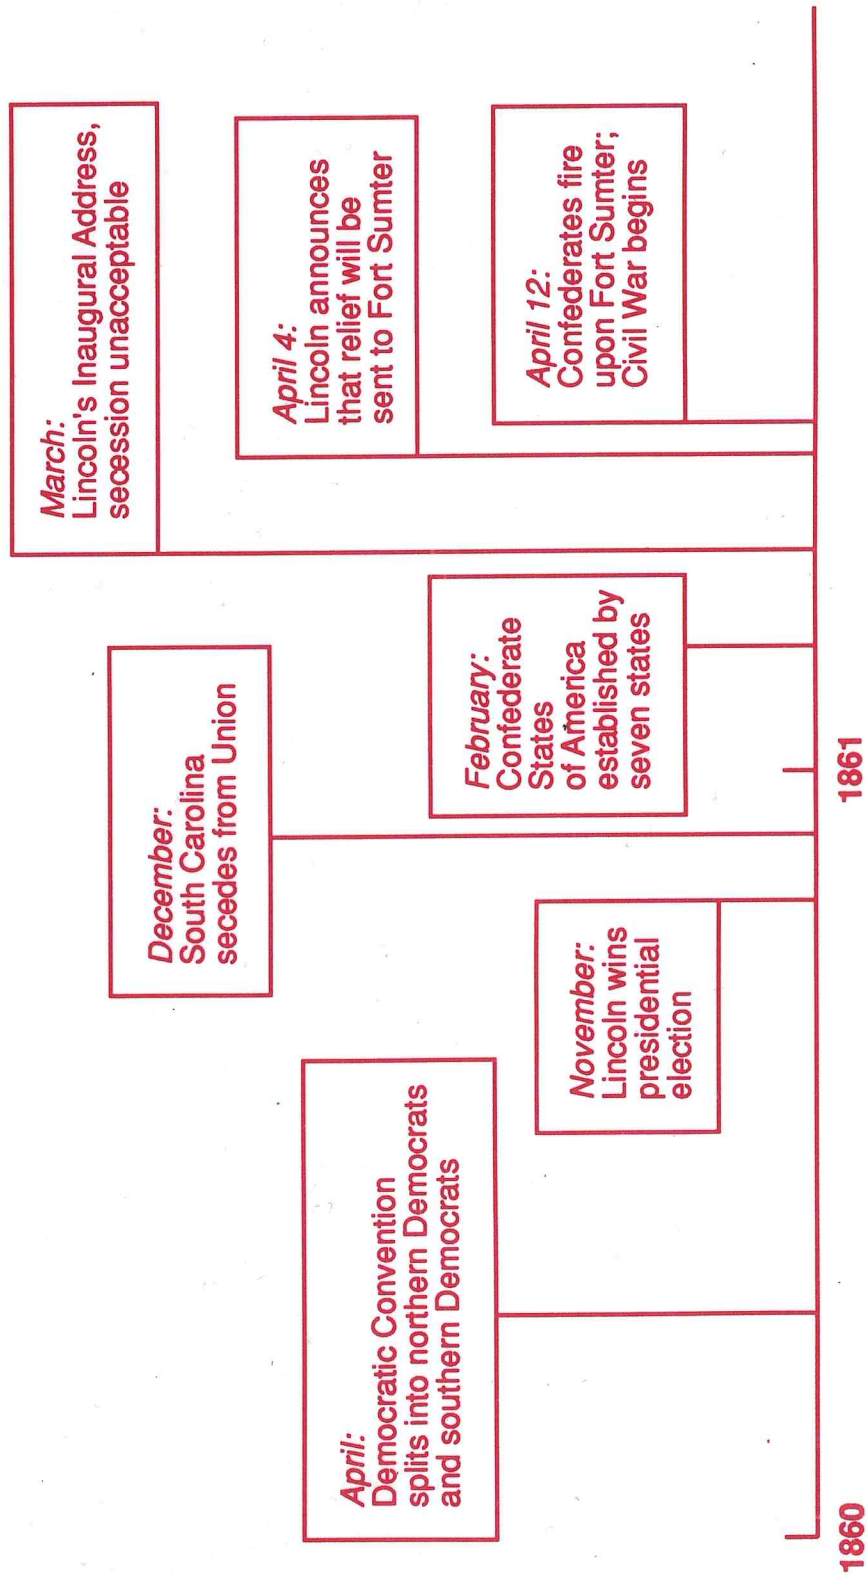 April:
Democratic Convention
splits into northern Democrats
and southern Democrats
November:
Lincoln wins
presidential
election
December:
South Carolina
secedes from Union
February:
Confederate
States
of America
established by
seven states
March:
Lincoln's Inaugural Address,
secession unacceptable
April 4:
Lincoln announces
that relief will be
sent to Fort Sumter
April 12:
Confederates fire
upon Fort Sumter;
Civil War begins
1860
1861